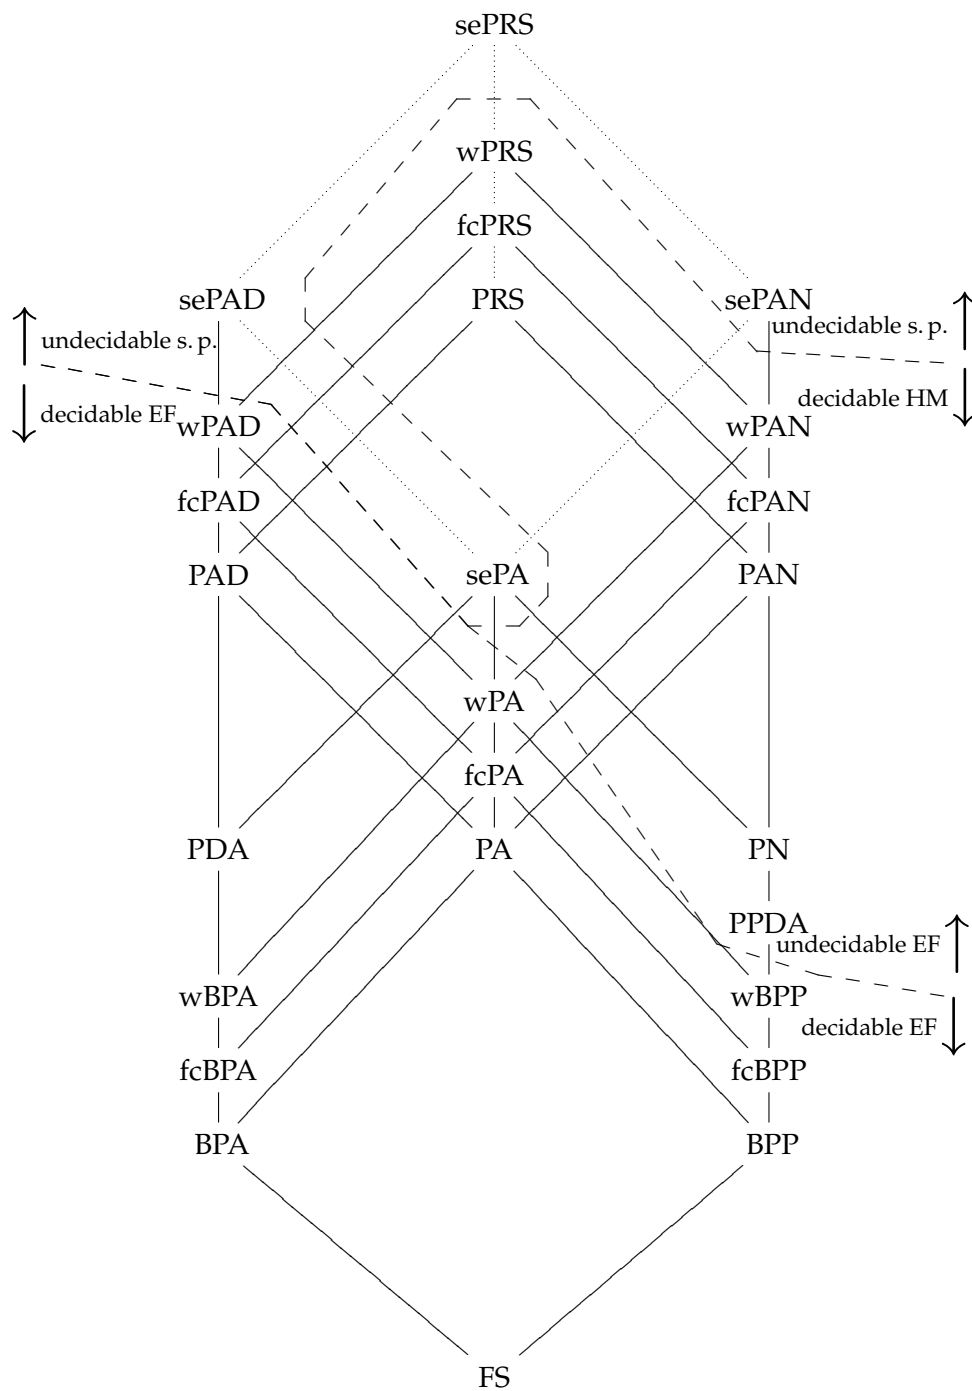 sePRS
wPRS
fcPRS
sePAD
PRS
sePAN
undecidable s. p.
undecidable s. p.
decidable EF
decidable HM
wPAD
wPAN
fcPAD
fcPAN
PAD
sePA
PAN
wPA
fcPA
PDA
PA
PN
PPDA
undecidable EF
wBPA
wBPP
decidable EF
fcBPA
fcBPP
BPA
BPP
FS